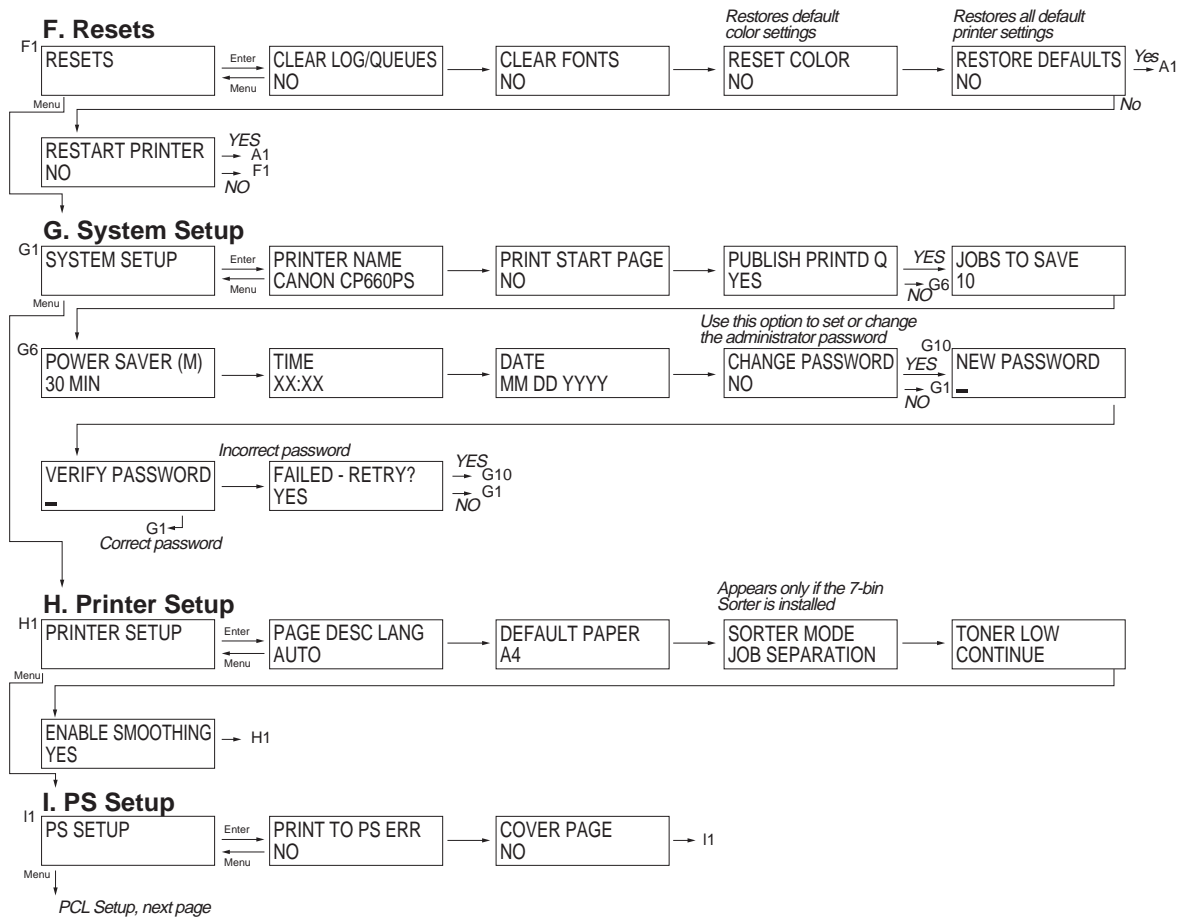 F. Resets
Restores default
color settings
Restores all default
printer settings
F1
RESETS
Enter
Menu
CLEAR LOG/QUEUES
NO
CLEAR FONTS
NO
RESET COLOR
NO
RESTORE DEFAULTS
NO
Yes
A1
No
Menu
RESTART PRINTER
NO
YES
A1
F1
NO
G. System Setup
G1
SYSTEM SETUP
Enter
Menu
PRINTER NAME
CANON CP660PS
PRINT START PAGE
NO
PUBLISH PRINTD Q
YES
YES
G6
NO
JOBS TO SAVE
10
Menu
Use this option to set or change
the administrator password
G6
POWER SAVER (M)
30 MIN
TIME
XX:XX
DATE
MM DD YYYY
CHANGE PASSWORD
NO
G10
YES
G1
NO
NEW PASSWORD
_
Incorrect password
VERIFY PASSWORD
_
FAILED - RETRY?
YES
YES
G10
G1
NO
G1
Correct password
H. Printer Setup
Appears only if the 7-bin
Sorter is installed
H1
PRINTER SETUP
Enter
Menu
PAGE DESC LANG
AUTO
DEFAULT PAPER
A4
SORTER MODE
JOB SEPARATION
TONER LOW
CONTINUE
Menu
ENABLE SMOOTHING
YES
H1
I. PS Setup
I1
PS SETUP
Enter
Menu
PRINT TO PS ERR
NO
COVER PAGE
NO
I1
Menu
PCL Setup, next page